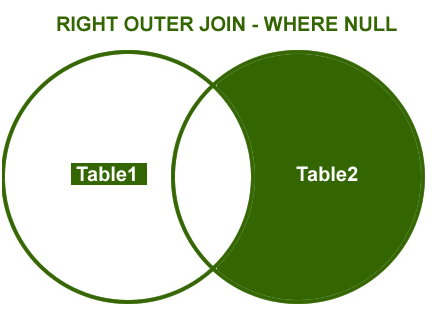 RIGHT OUTER JOIN - WHERE NULL
Table1
Table2